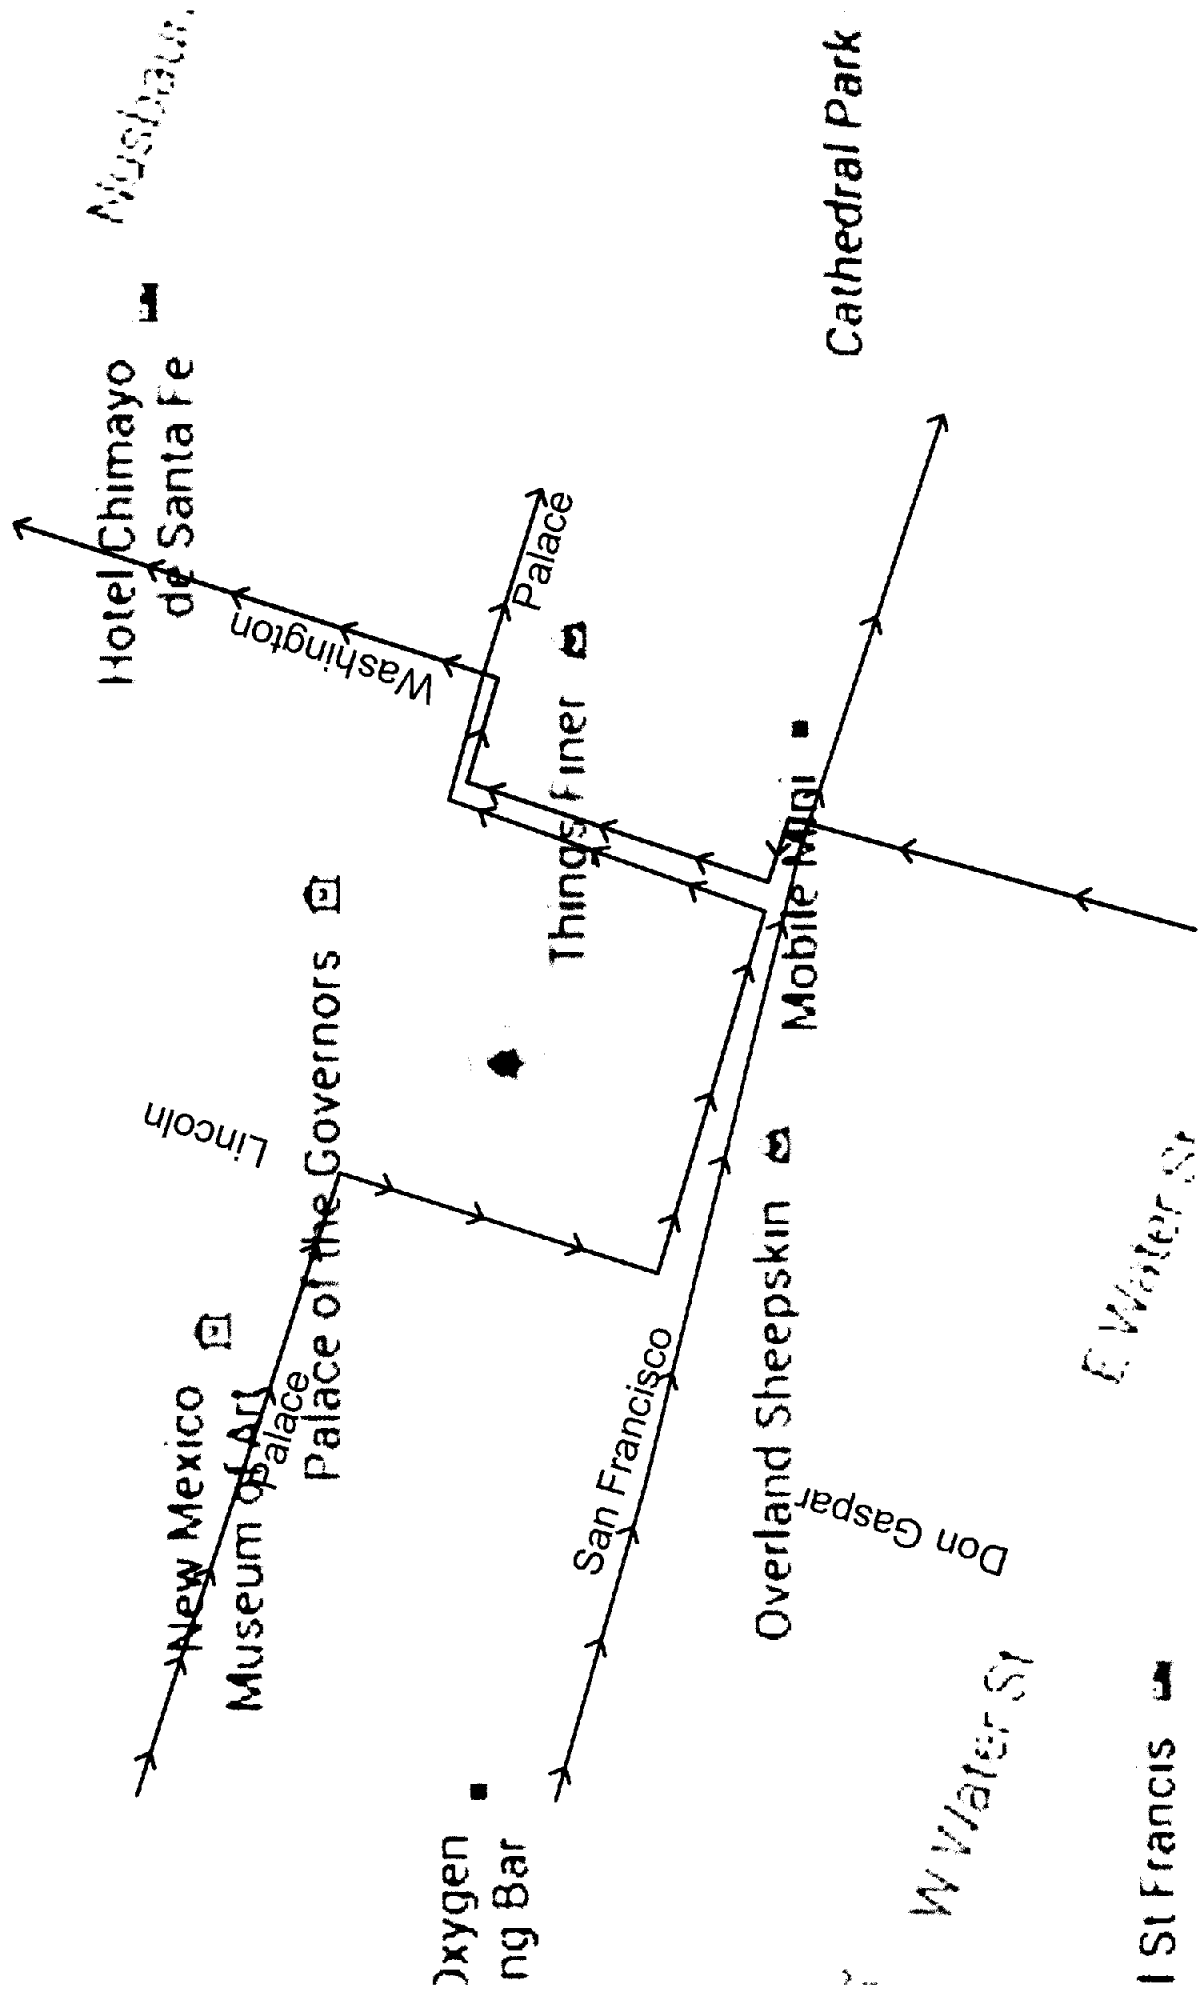 Nusbau
Hotel Chimayo
de Santa Fe
Cathedral Park
Washington
Palace
Things Finer
Mobile Mini
Lincoln
New Mexico
Museum of Art
Palace
Palace of the Governors
San Francisco
Overland Sheepskin
Don Gaspar
E Water St
W Water St
Oxygen
ng Bar
l St Francis